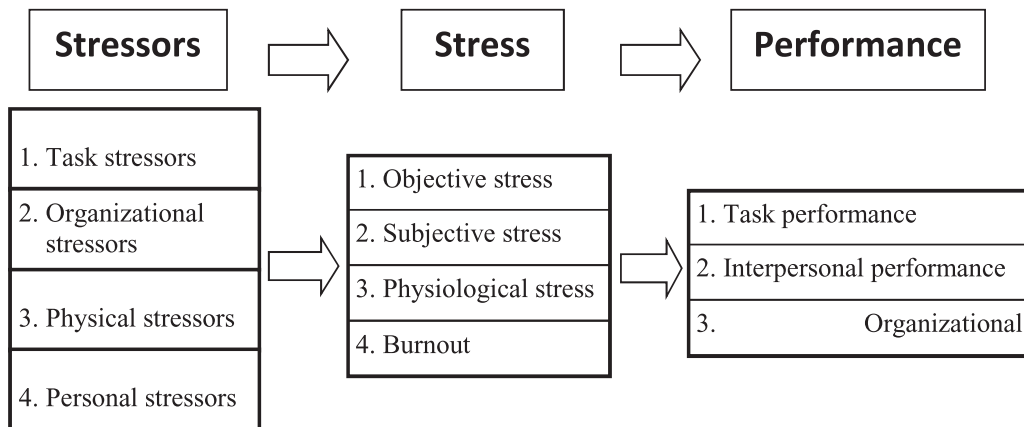 Stressors
Stress
Performance
1. Task stressors
2. Organizational
stressors
3. Physical stressors
4. Personal stressors
1. Objective stress
2. Subjective stress
3. Physiological stress
4. Burnout
1. Task performance
2. Interpersonal performance
3. Organizational